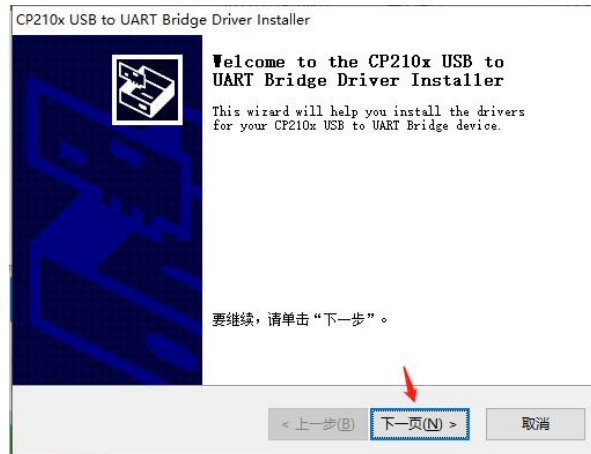 CP210x USB to UART Bridge Driver Installer
Welcome to the CP210x USB to
UART Bridge Driver Installer
This wizard will help you install the drivers
for your CP210x USB to UART Bridge device.
要继续，请单击“下一步”。
< 上一步(B)
下一页(N) >
取消